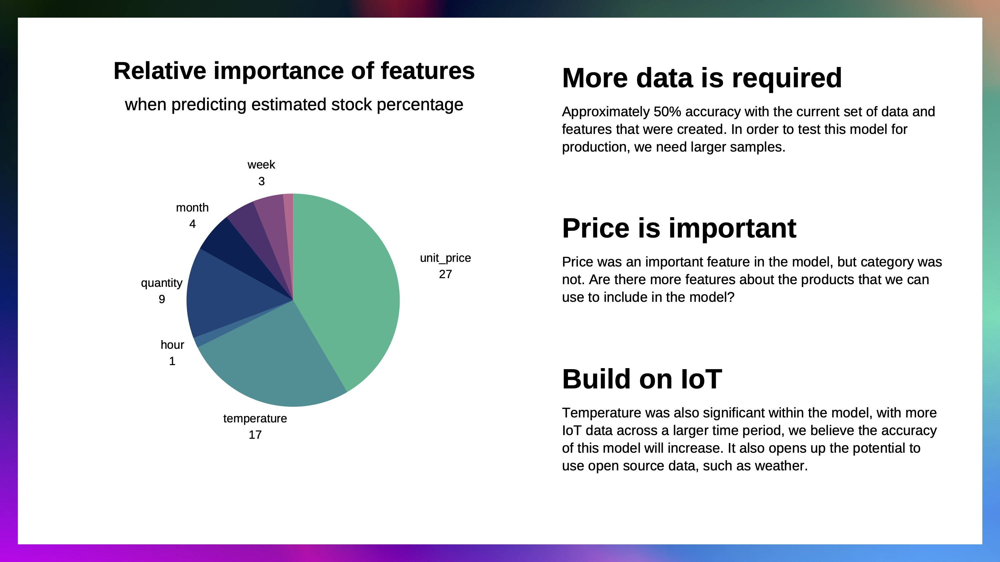 Relative importance of features
when predicting estimated stock percentage
week
3
month
4
quantity
9
hour
1
temperature
17
unit_price
27
More data is required
Approximately 50% accuracy with the current set of data and
features that were created. In order to test this model for
production, we need larger samples.
Price is important
Price was an important feature in the model, but category was
not. Are there more features about the products that we can
use to include in the model?
Build on IoT
Temperature was also significant within the model, with more
IoT data across a larger time period, we believe the accuracy
of this model will increase. It also opens up the potential to
use open source data, such as weather.